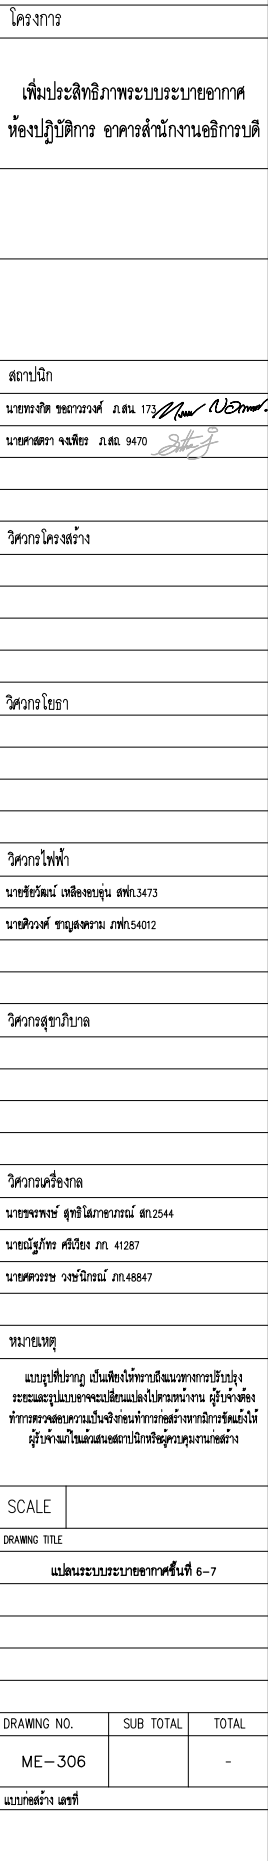 โครงการ
เพิ่มประสิทธิภาพระบบระบายอากาศ
ห้องปฏิบัติการ อาคารสำนักงานอธิการบดี
สถาปนิก
นายทรงกิต ขอถาวรวงศ์ ภ.สน. 173
นายศาสตรา จงเพียร ภ.สถ. 9470
วิศวกรโครงสร้าง
วิศวกรโยธา
วิศวกรไฟฟ้า
นายชัยวัฒน์ เหลืองอบอุ่น สฟก.3473
นายศิววงศ์ ชาญสงคราม ภฟก.54012
วิศวกรสุขาภิบาล
วิศวกรเครื่องกล
นายขจรพงษ์ สุทธิโสภาอาภรณ์ สก.2544
นายณัฐภัทร ศรีเวียง ภก. 41287
นายศตวรรษ วงษ์นิกรณ์ ภก.48847
หมายเหตุ
แบบรูปที่ปรากฏ เป็นเพียงให้ทราบถึงแนวทางการปรับปรุง
ระยะและรูปแบบอาจจะเปลี่ยนแปลงไปตามหน้างาน ผู้รับจ้างต้อง
ทำการตรวจสอบความเป็นจริงก่อนทำการก่อสร้างหากมีการขัดแย้งให้
ผู้รับจ้างแก้ไขแล้วเสนอสถาปนิกหรือผู้ควบคุมงานก่อสร้าง
SCALE
DRAWING TITLE
แปลนระบบระบายอากาศชั้นที่ 6-7
DRAWING NO. SUB TOTAL TOTAL
ME-306 -
แบบก่อสร้าง เลขที่